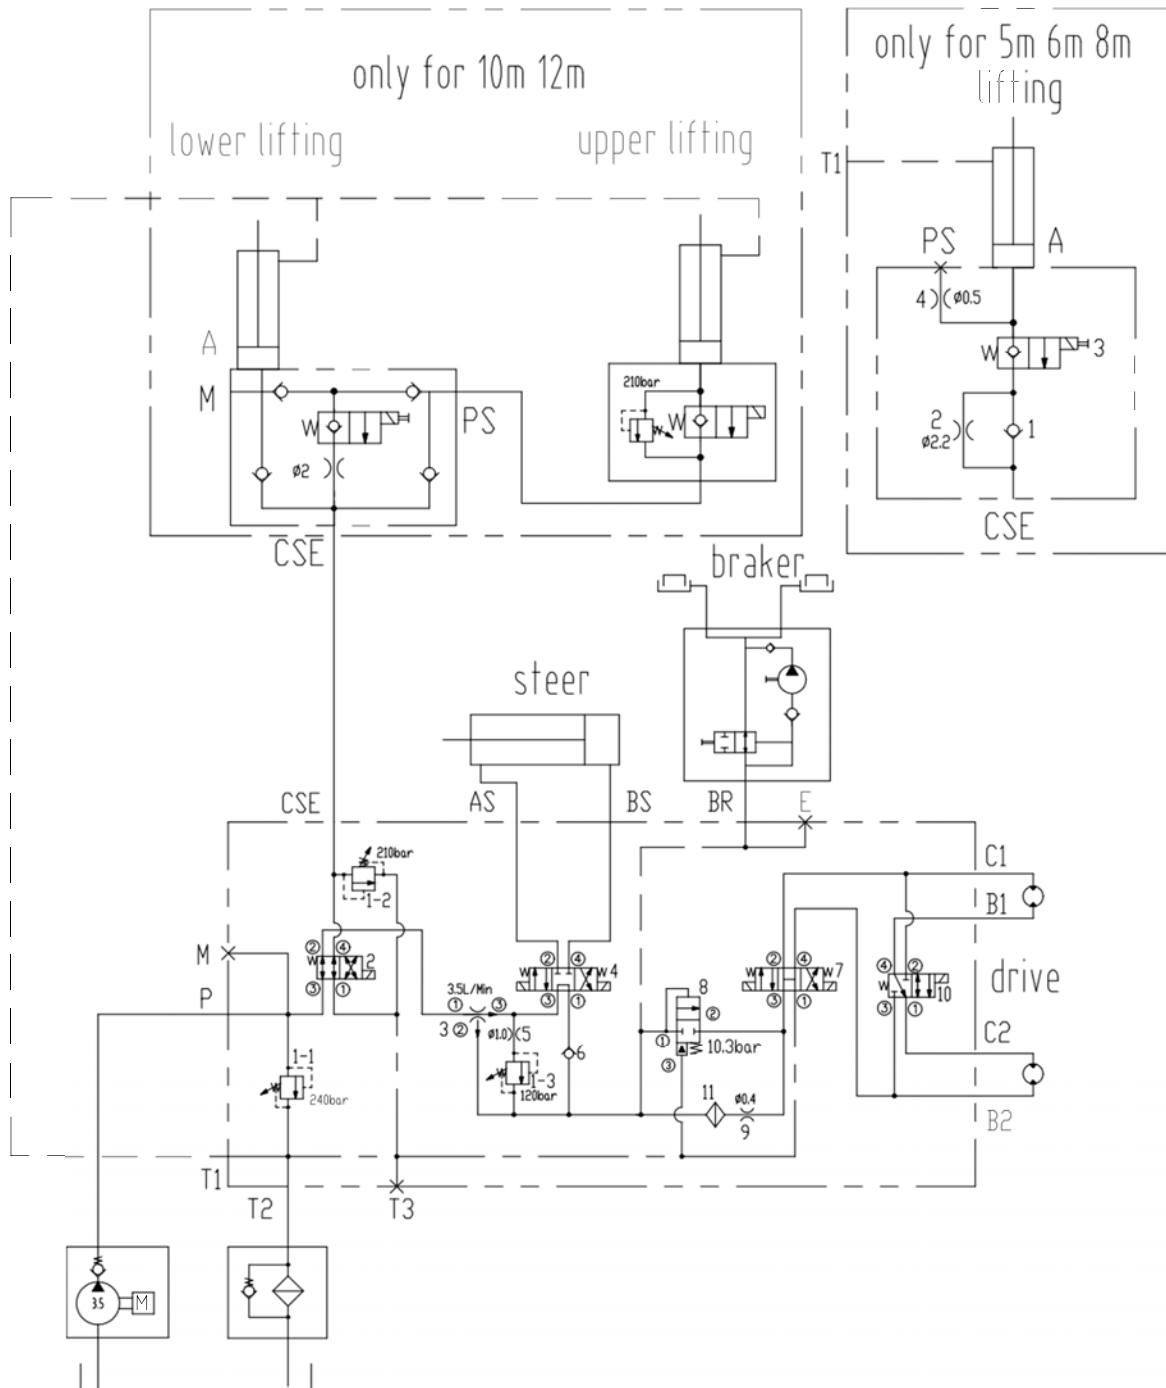 only for 10m 12m
only for 5m 6m 8m
lifting
lower lifting
upper lifting
T1
PS
A
4
ø0.5
W
3
2
ø2.2
1
CSE
A
M
W
PS
ø2
210bar
W
CSE
braker
steer
CSE
AS
BS
BR
E
210bar
1-2
C1
B1
M
P
② ④
W
2
③ ①
② ④
W
W
4
③ ①
3.5L/Min
① ③
3 ②
ø1.0
5
6
1-3
120bar
8
②
①
10.3bar
③
② ④
W
W
7
③ ①
④ ②
W
10
③ ①
drive
C2
B2
1-1
W
240bar
11
ø0.4
9
T1
T2
T3
3.5
M